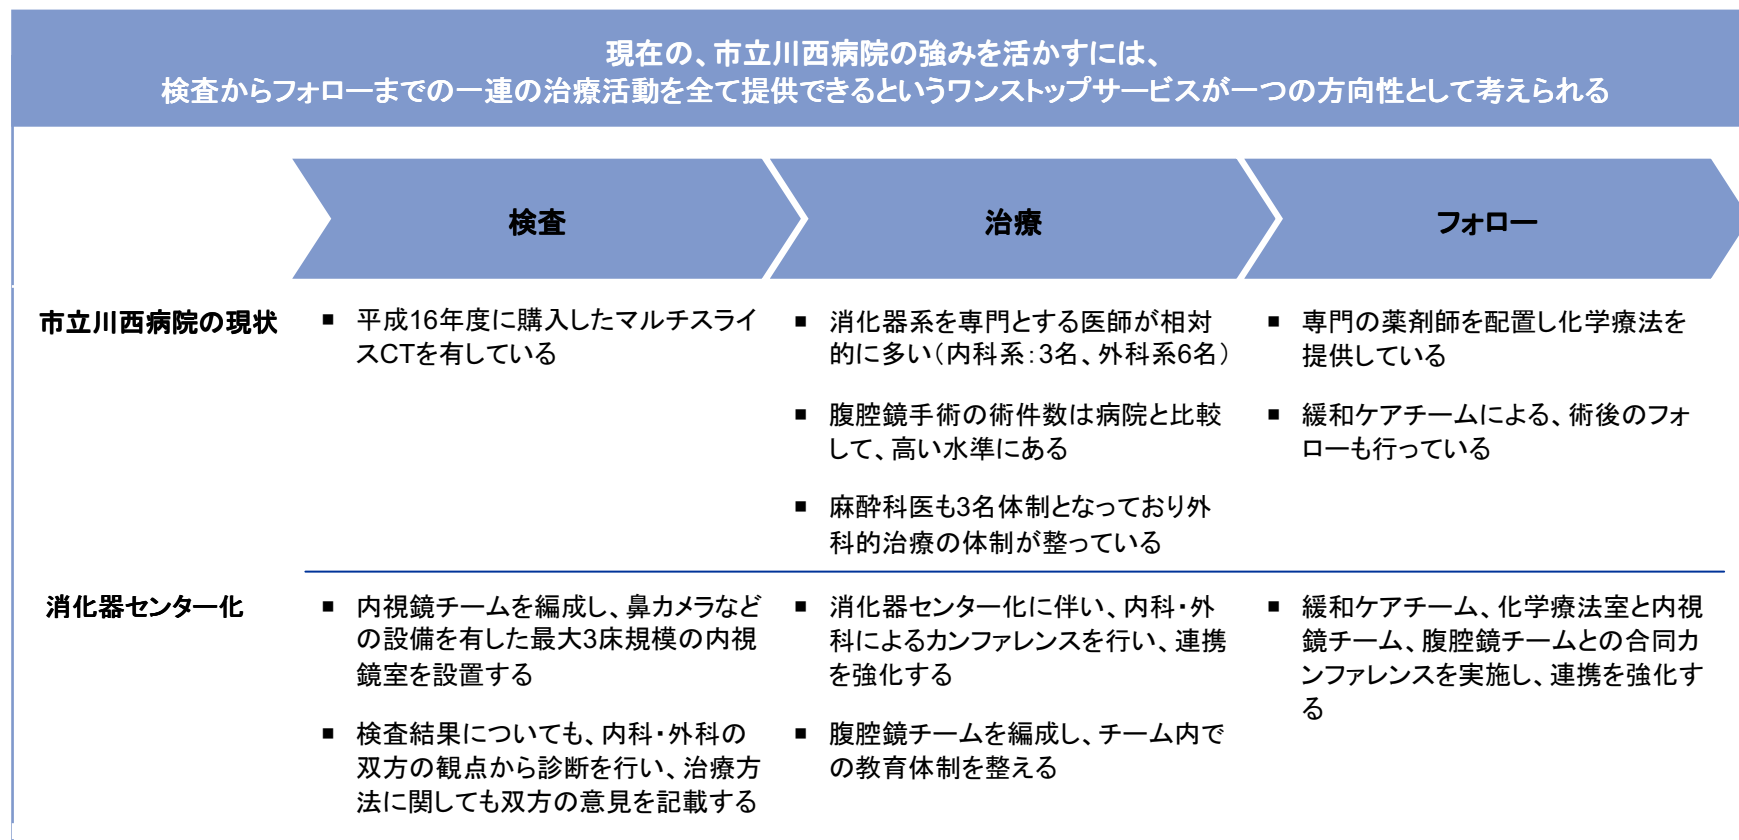 現在の、市立川西病院の強みを活かすには、
検査からフォローまでの一連の治療活動を全て提供できるというワンストップサービスが一つの方向性として考えられる
検査
治療
フォロー
市立川西病院の現状
■ 平成16年度に購入したマルチスライ
スCTを有している
■ 消化器系を専門とする医師が相対
的に多い（内科系：3名、外科系6名）
■ 腹腔鏡手術の術件数は病院と比較
して、高い水準にある
■ 麻酔科医も3名体制となっており外
科的治療の体制が整っている
■ 専門の薬剤師を配置し化学療法を
提供している
■ 緩和ケアチームによる、術後のフォ
ローも行っている
消化器センター化
■ 内視鏡チームを編成し、鼻カメラなど
の設備を有した最大3床規模の内視
鏡室を設置する
■ 検査結果についても、内科・外科の
双方の観点から診断を行い、治療方
法に関しても双方の意見を記載する
■ 消化器センター化に伴い、内科・外
科によるカンファレンスを行い、連携
を強化する
■ 腹腔鏡チームを編成し、チーム内で
の教育体制を整える
■ 緩和ケアチーム、化学療法室と内視
鏡チーム、腹腔鏡チームとの合同カ
ンファレンスを実施し、連携を強化す
る